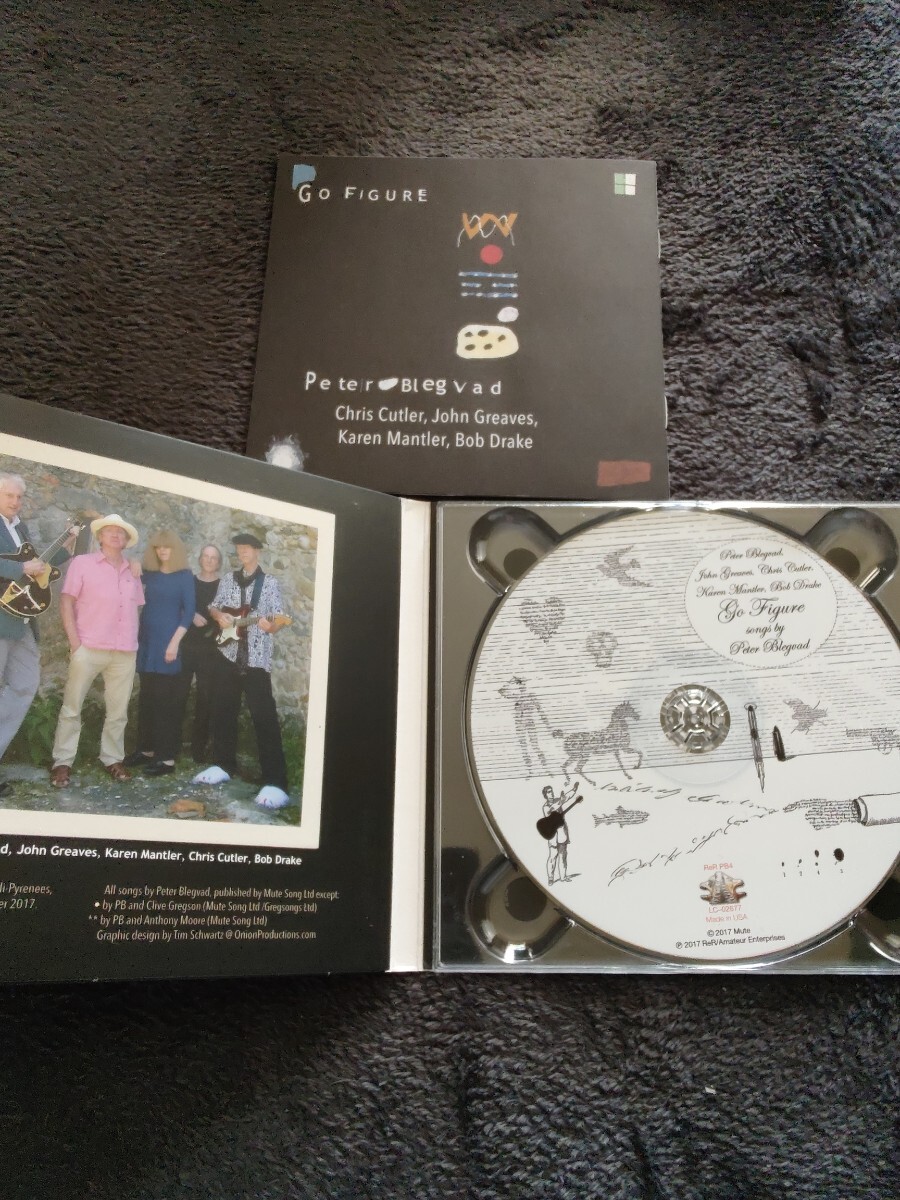 GO FIGURE
Peter Blegvad
Chris Cutler, John Greaves,
Karen Mantler, Bob Drake
d, John Greaves, Karen Mantler, Chris Cutler, Bob Drake
di-Pyrenees,
er 2017.
All songs by Peter Blegvad, published by Mute Song Ltd except:
• by PB and Clive Gregson (Mute Song Ltd /Gregsongs Ltd)
** by PB and Anthony Moore (Mute Song Ltd)
Graphic design by Tim Schwartz @ OnionProductions.com
Peter Blegvad,
John Greaves, Chris Cutler,
Karen Mantler, Bob Drake
Go Figure
songs by
Peter Blegvad
ReR PB4
LC-02677
Made in USA
© 2017 Mute
℗ 2017 ReR/Amateur Enterprises